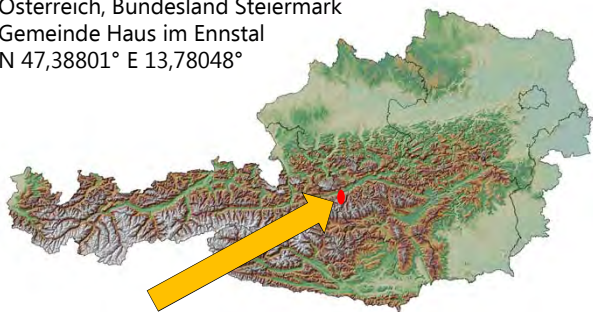 Österreich, Bundesland Steiermark
Gemeinde Haus im Ennstal
N 47,38801° E 13,78048°